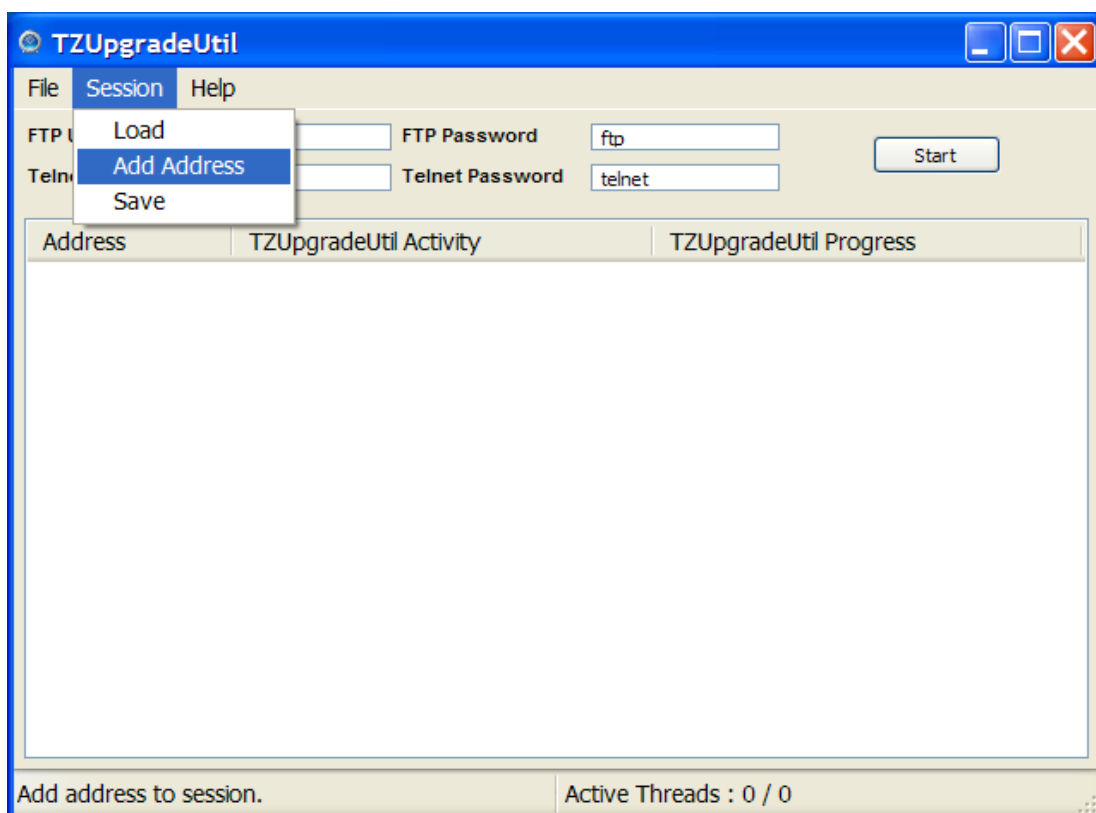 TZUpgradeUtil
File Session Help
Load
Add Address
Save
FTP FTP Password ftp Start
Telnet Password telnet
Address TZUpgradeUtil Activity TZUpgradeUtil Progress
Add address to session. Active Threads : 0 / 0